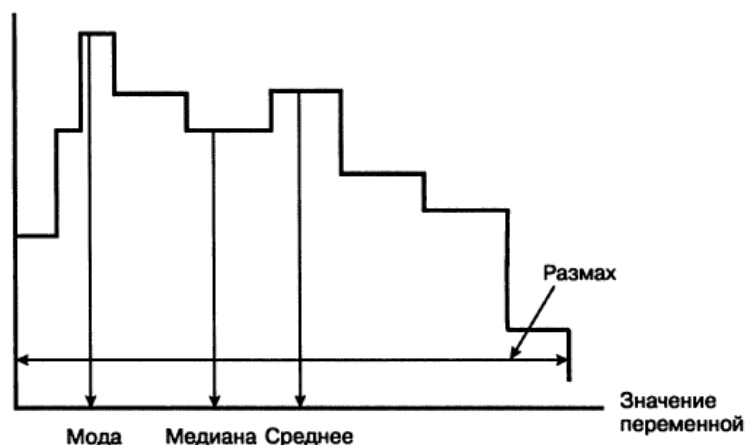 Размах
Значение
переменной
Мода Медиана Среднее